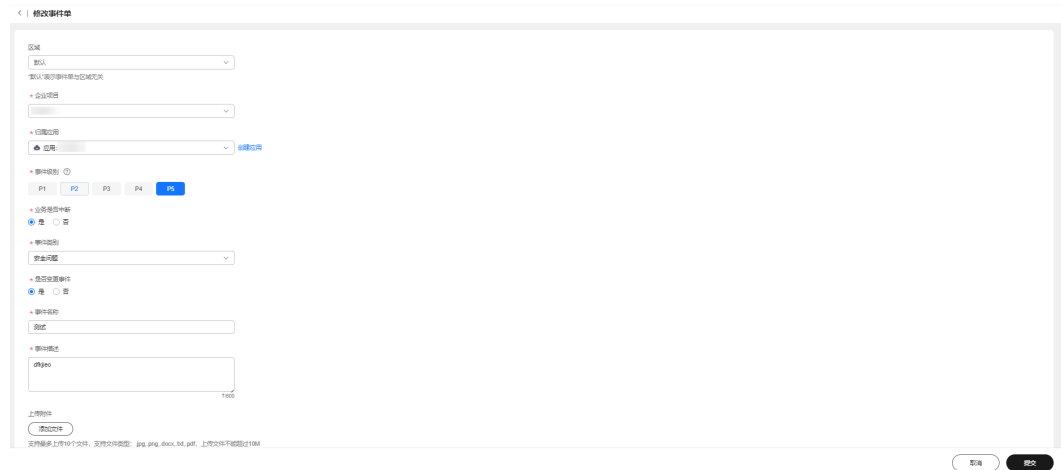 < | 修改事件单
区域
默认
“默认”表示事件单与区域无关
* 企业项目
* 归属应用
应用:
创建应用
* 事件级别 ?
P1 P2 P3 P4 P5
* 业务是否中断
是 否
* 事件类别
安全问题
* 是否变更事件
是 否
* 事件名称
测试
* 事件描述
dfkjieo
7/600
上传附件
添加文件
支持最多上传10个文件，支持文件类型: .jpg,.png,.docx,.txt,.pdf，上传文件不能超过10M
取消 提交